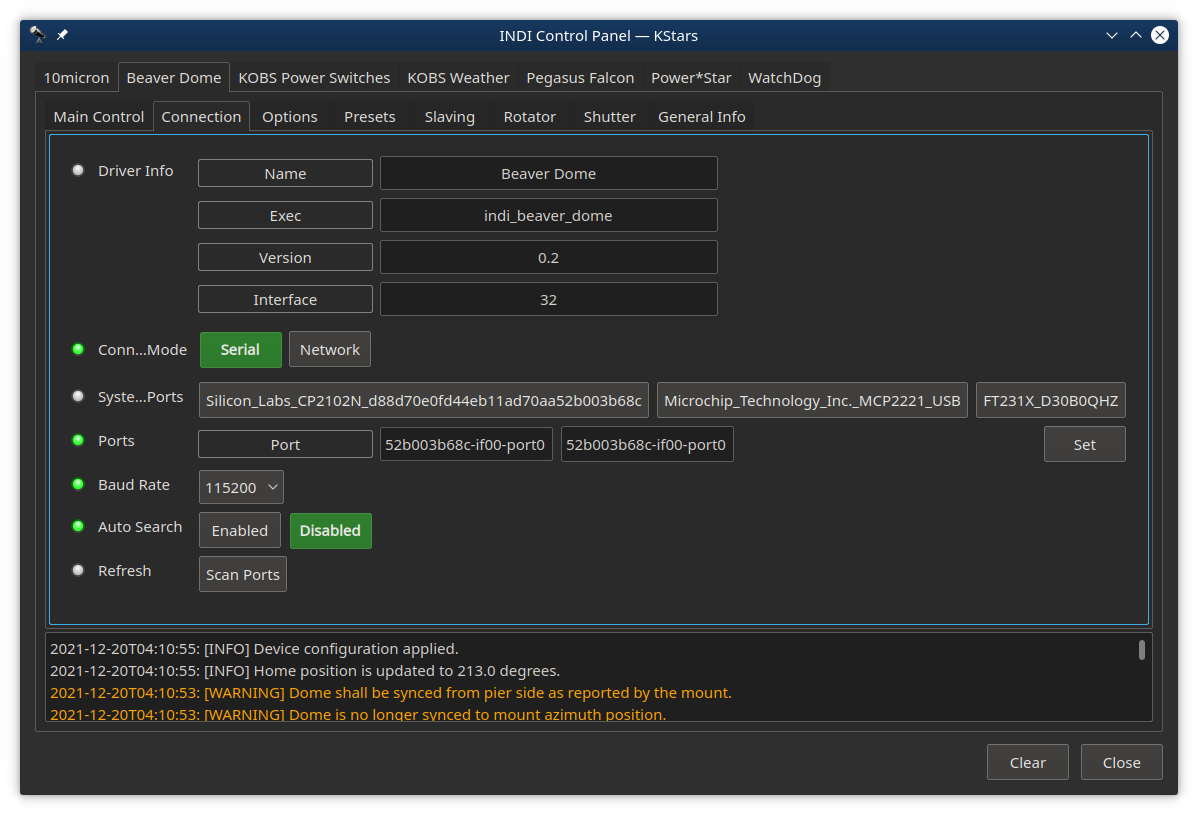 INDI Control Panel — KStars
10micron Beaver Dome KOBS Power Switches KOBS Weather Pegasus Falcon Power*Star WatchDog
Main Control Connection Options Presets Slaving Rotator Shutter General Info
Driver Info Name Beaver Dome
Exec indi_beaver_dome
Version 0.2
Interface 32
Conn...Mode Serial Network
Syste...Ports Silicon_Labs_CP2102N_d88d70e0fd44eb11ad70aa52b003b68c Microchip_Technology_Inc._MCP2221_USB FT231X_D30B0QHZ
Ports Port 52b003b68c-if00-port0 52b003b68c-if00-port0 Set
Baud Rate 115200
Auto Search Enabled Disabled
Refresh Scan Ports
2021-12-20T04:10:55: [INFO] Device configuration applied.
2021-12-20T04:10:55: [INFO] Home position is updated to 213.0 degrees.
2021-12-20T04:10:53: [WARNING] Dome shall be synced from pier side as reported by the mount.
2021-12-20T04:10:53: [WARNING] Dome is no longer synced to mount azimuth position.
Clear Close